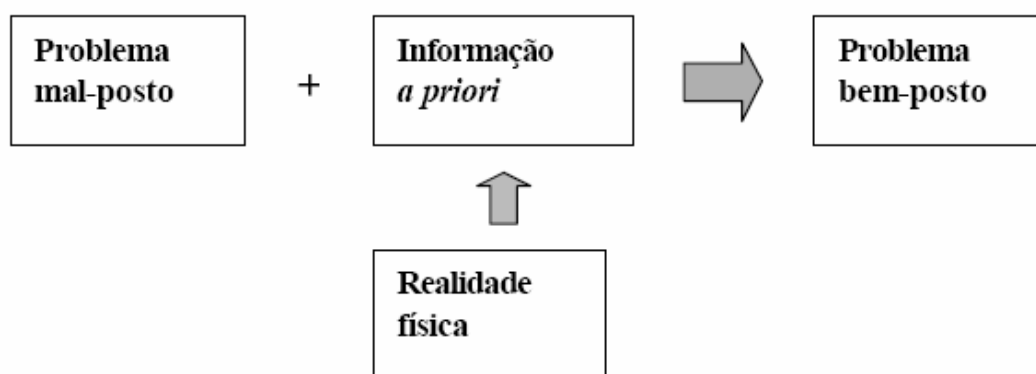 Problema
mal-posto
+
Informação
a priori
Problema
bem-posto
Realidade
física